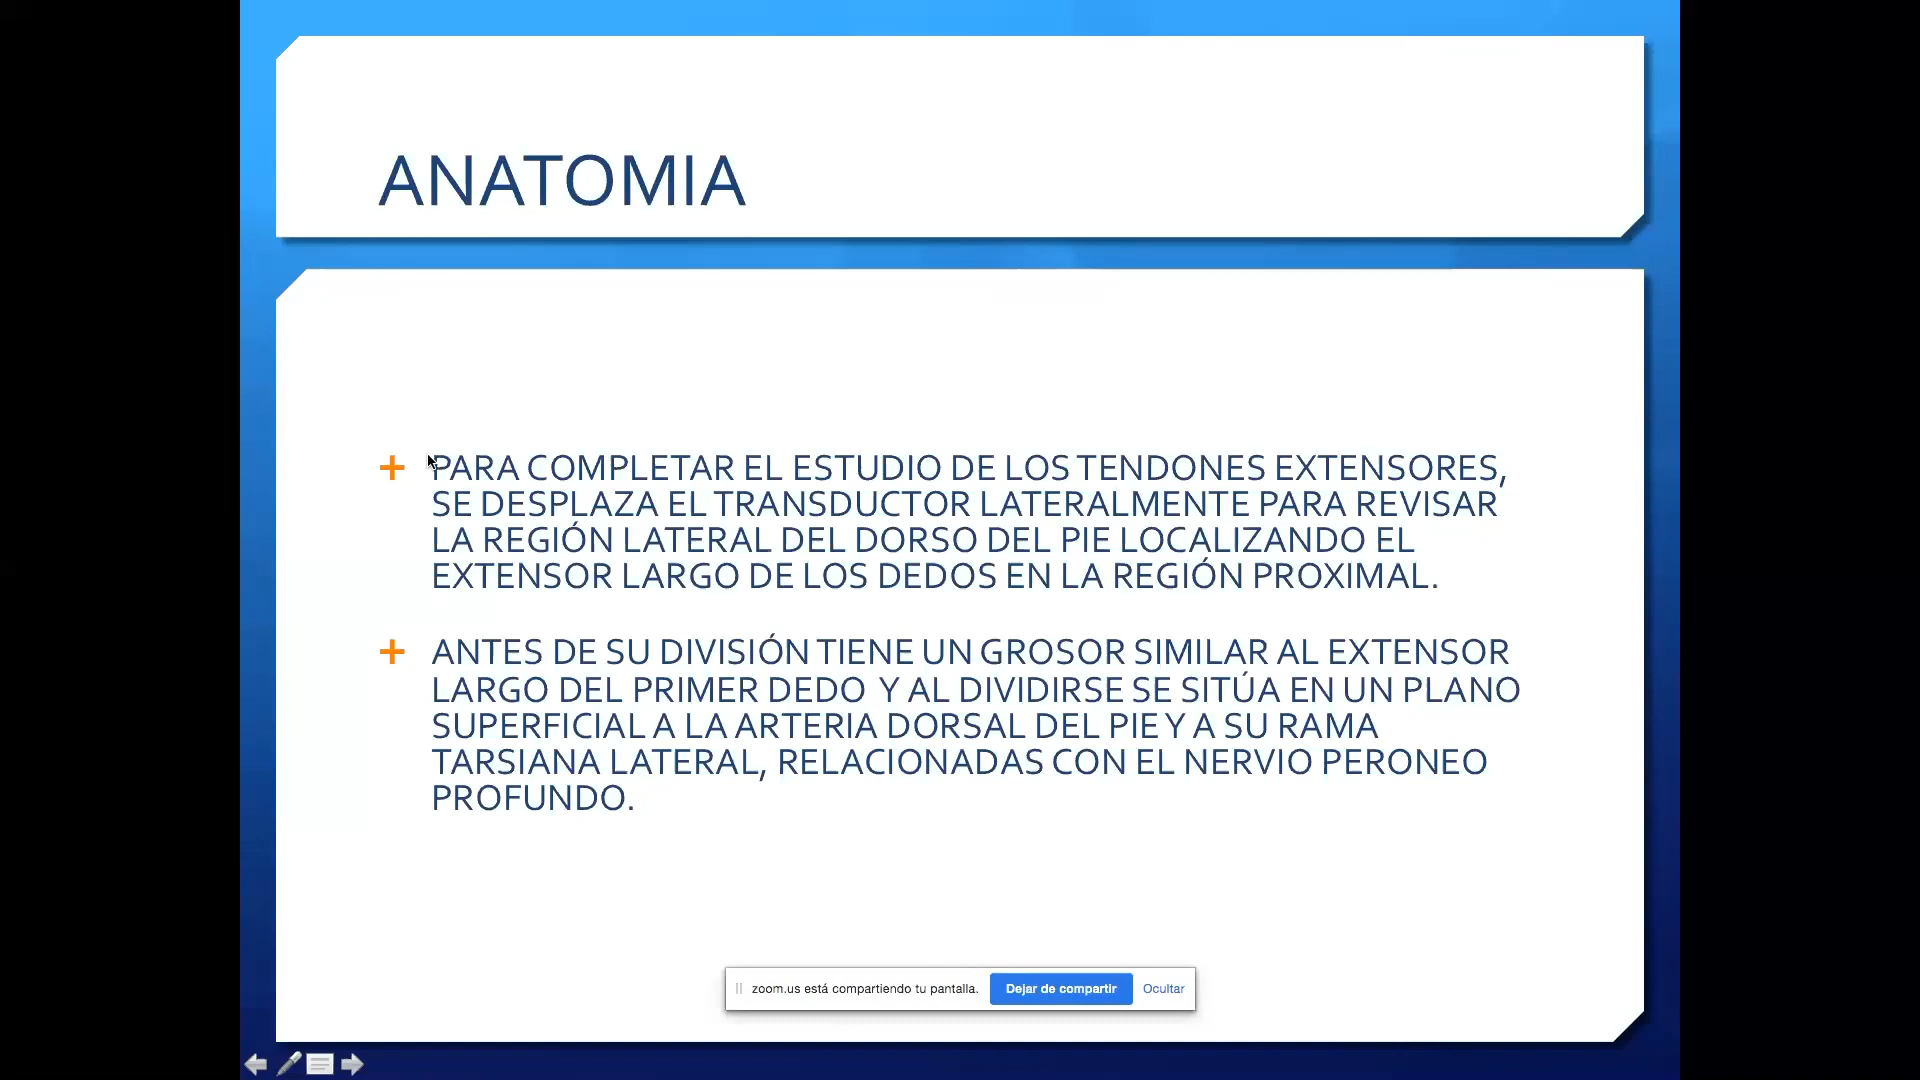 ANATOMIA
PARA COMPLETAR EL ESTUDIO DE LOS TENDONES EXTENSORES,
SE DESPLAZA EL TRANSDUCTOR LATERALMENTE PARA REVISAR
LA REGIÓN LATERAL DEL DORSO DEL PIE LOCALIZANDO EL
EXTENSOR LARGO DE LOS DEDOS EN LA REGIÓN PROXIMAL.
ANTES DE SU DIVISIÓN TIENE UN GROSOR SIMILAR AL EXTENSOR
LARGO DEL PRIMER DEDO Y AL DIVIDIRSE SE SITÚA EN UN PLANO
SUPERFICIAL A LA ARTERIA DORSAL DEL PIE Y A SU RAMA
TARSIANA LATERAL, RELACIONADAS CON EL NERVIO PERONEO
PROFUNDO.
zoom.us está compartiendo tu pantalla. Dejar de compartir Ocultar